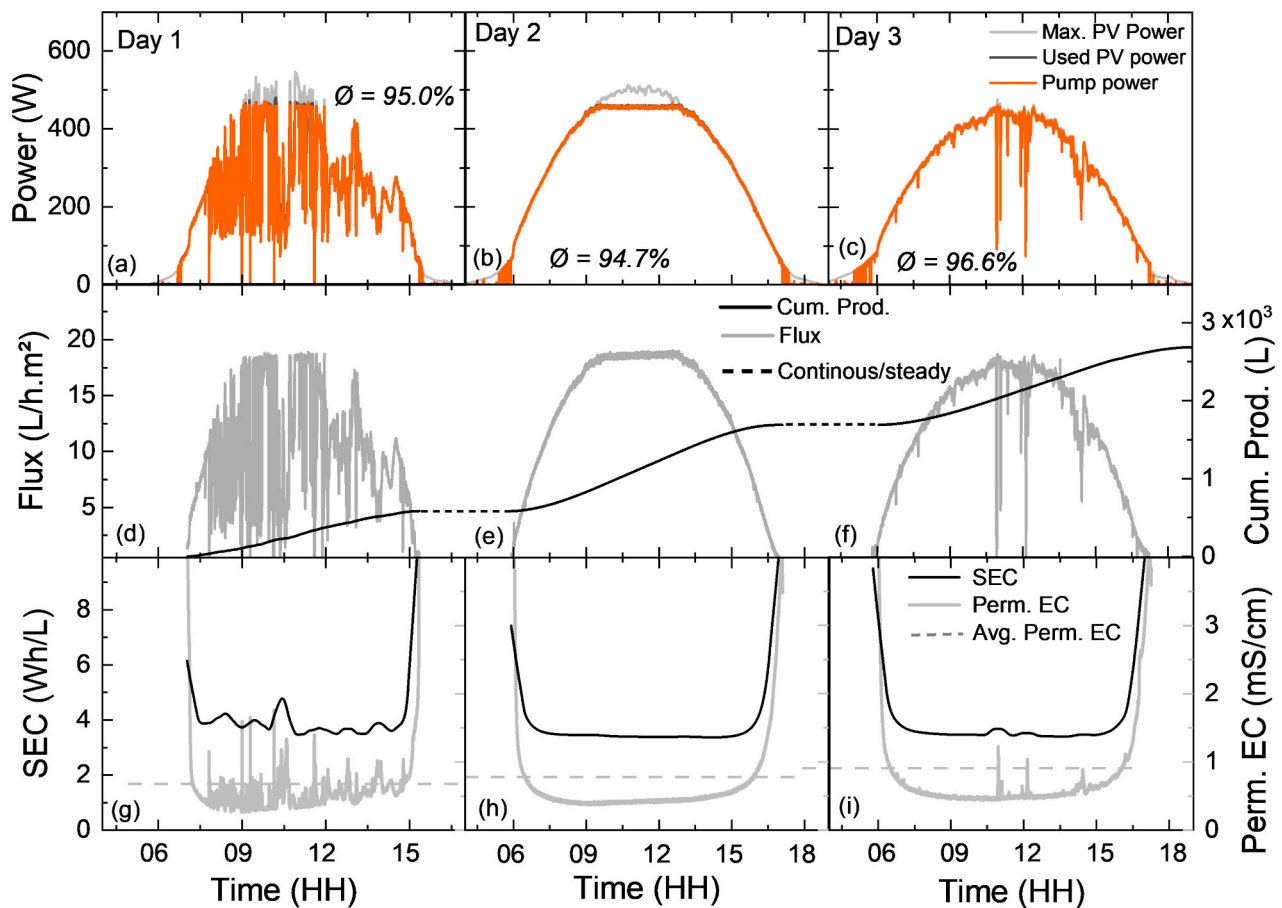 Day 1
Day 2
Day 3
Max. PV Power
Used PV power
Pump power
Ø = 95.0%
Ø = 94.7%
Ø = 96.6%
(a)
(b)
(c)
600
400
200
0
Power (W)
Cum. Prod.
Flux
Continous/steady
20
15
10
5
Flux (L/h.m²)
(d)
(e)
(f)
3 x10³
2
1
0
Cum. Prod. (L)
SEC
Perm. EC
Avg. Perm. EC
8
6
4
2
0
SEC (Wh/L)
(g)
(h)
(i)
3
2
1
0
Perm. EC (mS/cm)
06 09 12 15
06 09 12 15 18
06 09 12 15 18
Time (HH)
Time (HH)
Time (HH)